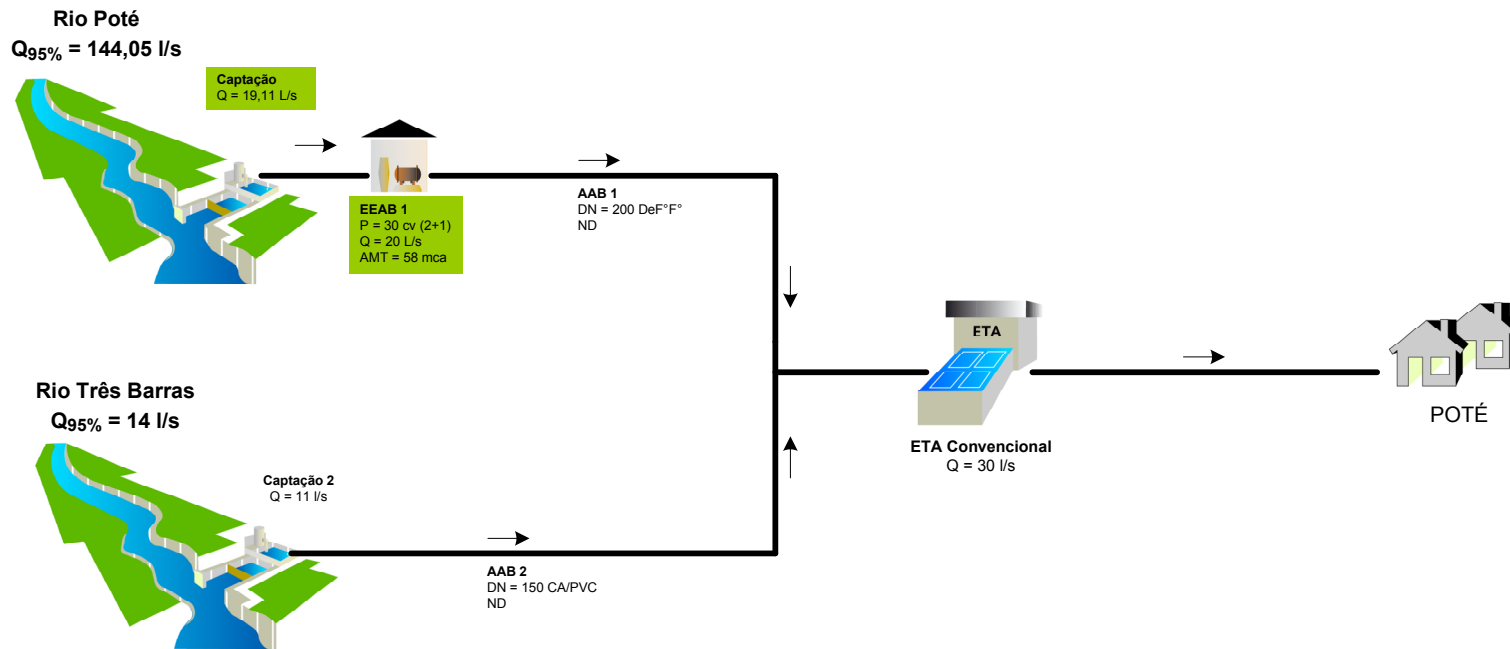 Rio Poté
Q95% = 144,05 l/s
Captação
Q = 19,11 L/s
EEAB 1
P = 30 cv (2+1)
Q = 20 L/s
AMT = 58 mca
AAB 1
DN = 200 DeF°F°
ND
Rio Três Barras
Q95% = 14 l/s
Captação 2
Q = 11 l/s
AAB 2
DN = 150 CA/PVC
ND
ETA
ETA Convencional
Q = 30 l/s
POTÉ